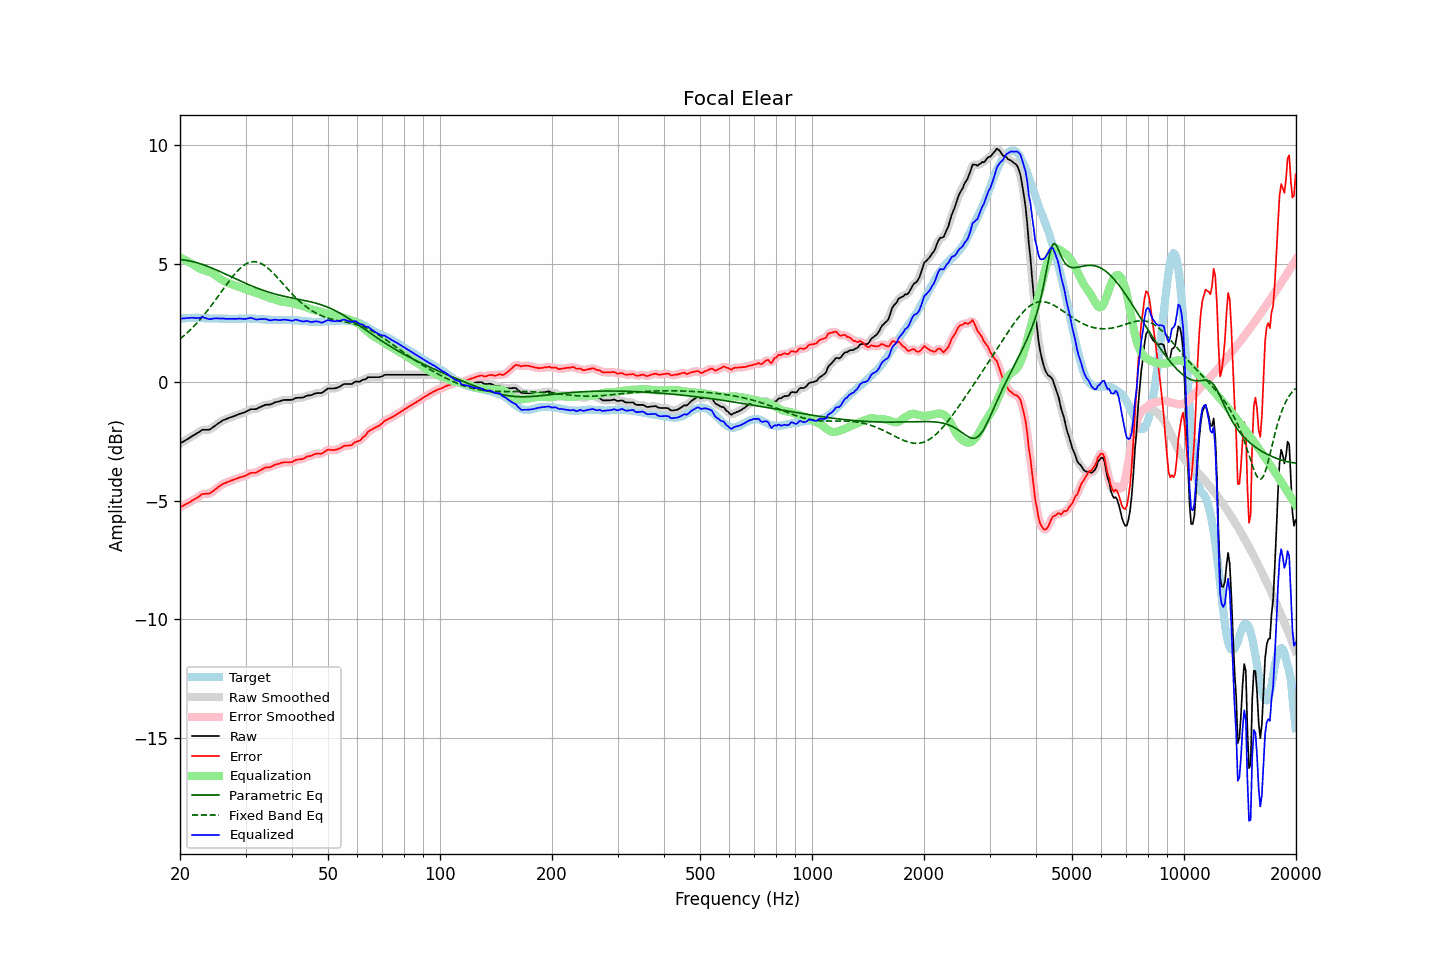 Focal Elear
Amplitude (dBr)
10
5
0
−5
−10
−15
Target
Raw Smoothed
Error Smoothed
Raw
Error
Equalization
Parametric Eq
Fixed Band Eq
Equalized
20 50 100 200 500 1000 2000 5000 10000 20000
Frequency (Hz)